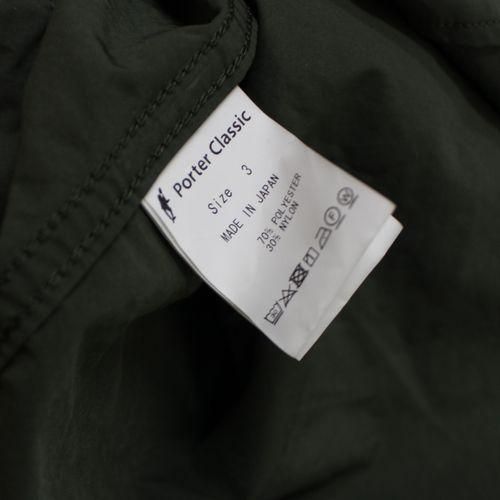 Porter Classic
Size 3
MADE IN JAPAN
70% POLYESTER
30% NYLON
F W